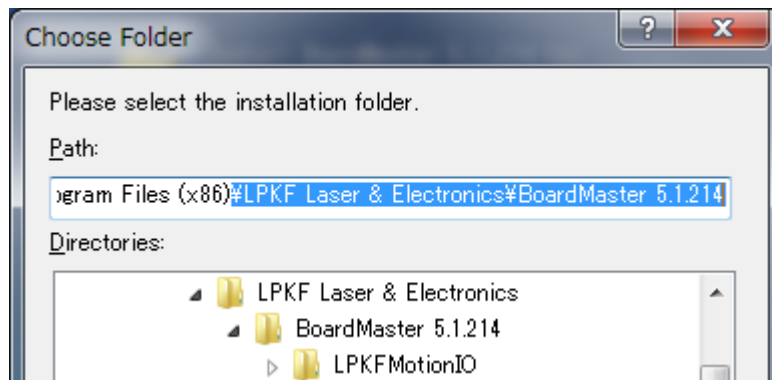 Choose Folder
Please select the installation folder.
Path:
ogram Files (x86)¥LPKF Laser & Electronics¥BoardMaster 5.1.214
Directories:
LPKF Laser & Electronics
BoardMaster 5.1.214
LPKFMotionIO